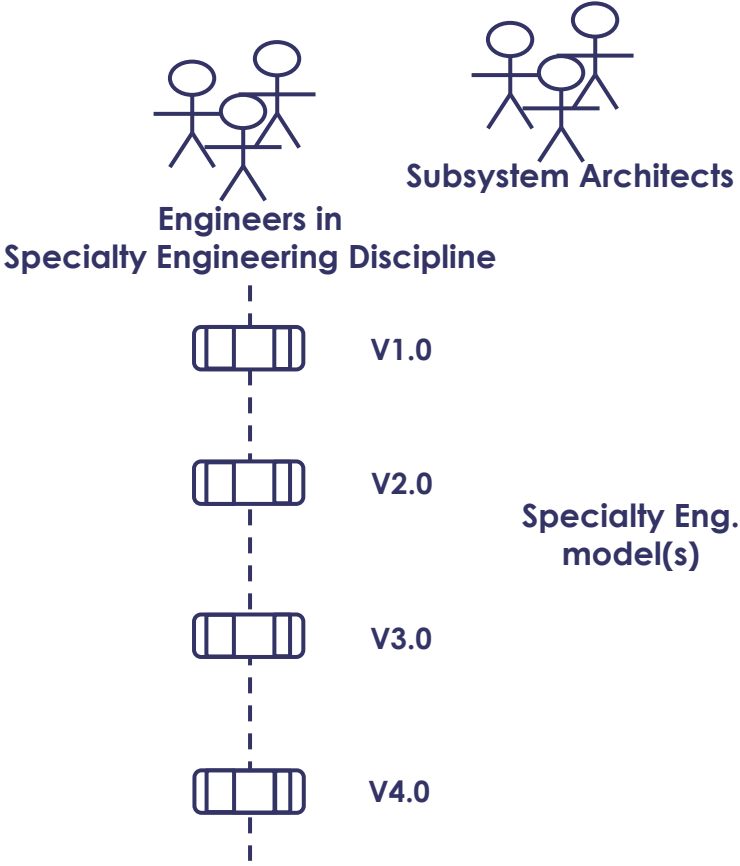 Subsystem Architects
Engineers in
Specialty Engineering Discipline
V1.0
V2.0
Specialty Eng.
model(s)
V3.0
V4.0